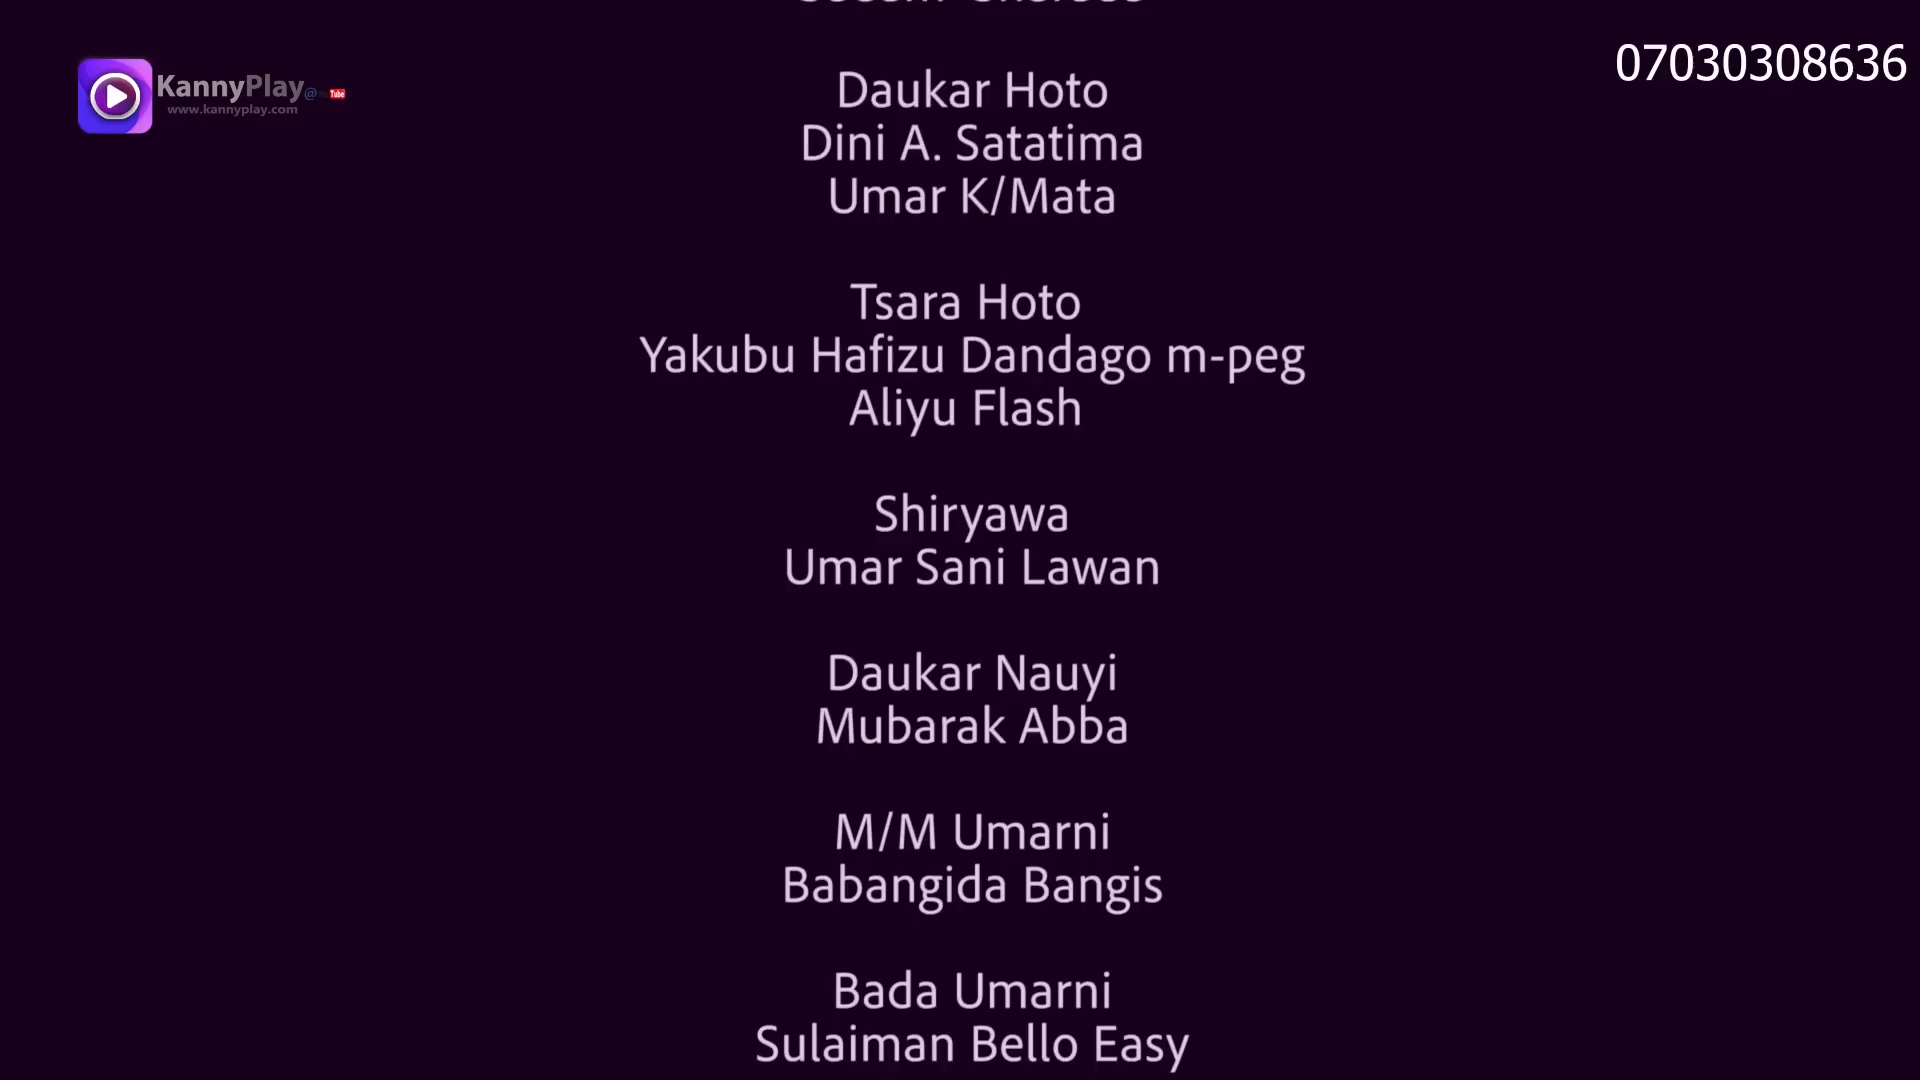 KannyPlay
www.kannyplay.com
Tube
07030308636
Daukar Hoto
Dini A. Satatima
Umar K/Mata
Tsara Hoto
Yakubu Hafizu Dandago m-peg
Aliyu Flash
Shiryawa
Umar Sani Lawan
Daukar Nauyi
Mubarak Abba
M/M Umarni
Babangida Bangis
Bada Umarni
Sulaiman Bello Easy